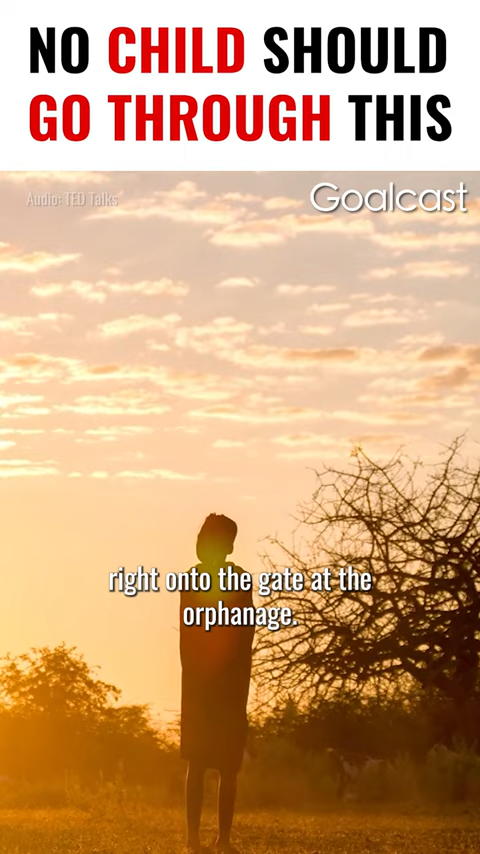 NO CHILD SHOULD
GO THROUGH THIS
Audio: TED Talks
Goalcast
right onto the gate at the
orphanage.